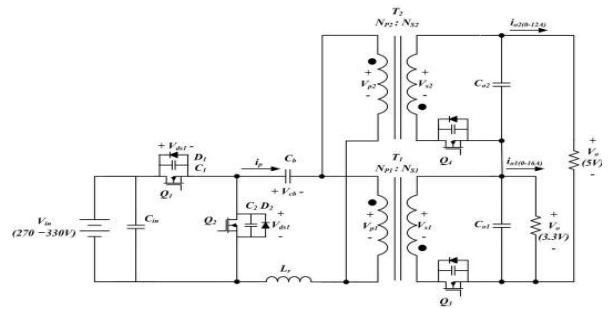 T2
NP2 : NS2
io2(0-12A)
+
Vp2
-
+
Vs2
-
Co2
+ Vds1 -
D1
C1
Q1
ip
Cb
+ Vcb -
Q4
T1
NP1 : NS1
io1(0-16A)
+
Vo
(5V)
-
Vin
(270 –330V)
Cin
Q2
C2 D2
+
Vds1
-
+
Vp1
-
+
Vs1
-
Co1
+
Vo
(3.3V)
-
Lr
Q3